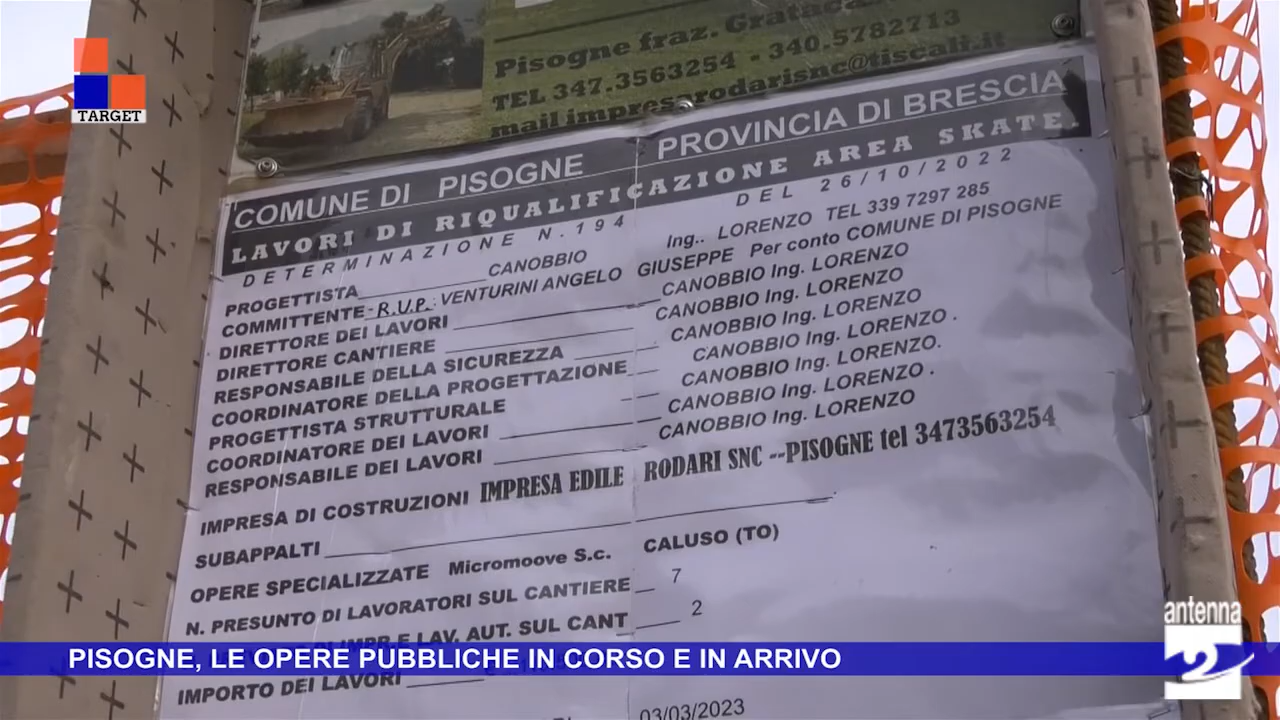 TARGET
Pisogne fraz. Grataca
TEL 347.3563254 - 340.5782713
mail impresarodarisnc@tiscali.it
COMUNE DI PISOGNE PROVINCIA DI BRESCIA
LAVORI DI RIQUALIFICAZIONE AREA SKATE.
DETERMINAZIONE N.194 DEL 26/10/2022
PROGETTISTA CANOBBIO Ing.. LORENZO TEL 339 7297 285
COMMITTENTE-R.U.P.: VENTURINI ANGELO GIUSEPPE Per conto COMUNE DI PISOGNE
DIRETTORE DEI LAVORI CANOBBIO Ing. LORENZO
DIRETTORE CANTIERE CANOBBIO Ing. LORENZO
RESPONSABILE DELLA SICUREZZA CANOBBIO Ing. LORENZO
COORDINATORE DELLA PROGETTAZIONE CANOBBIO Ing. LORENZO .
PROGETTISTA STRUTTURALE CANOBBIO Ing. LORENZO.
COORDINATORE DEI LAVORI CANOBBIO Ing. LORENZO .
RESPONSABILE DEI LAVORI CANOBBIO Ing. LORENZO
IMPRESA DI COSTRUZIONI IMPRESA EDILE RODARI SNC --PISOGNE tel 3473563254
SUBAPPALTI
OPERE SPECIALIZZATE Micromoove S.c. CALUSO (TO)
N. PRESUNTO DI LAVORATORI SUL CANTIERE 7
IMPR.E LAV. AUT. SUL CANT 2
IMPORTO DEI LAVORI
03/03/2023
PISOGNE, LE OPERE PUBBLICHE IN CORSO E IN ARRIVO
antenna
2